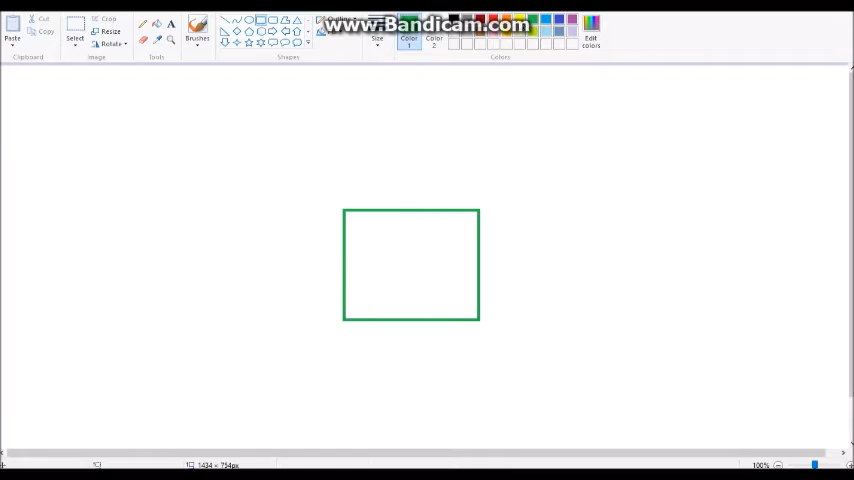 www.Bandicam.com
Cut
Copy
Paste
Clipboard
Select
Crop
Resize
Rotate
Image
Tools
Brushes
Shapes
Outline
Size
Color
1
Color
2
Edit
colors
Colors
1434 × 754px
100%